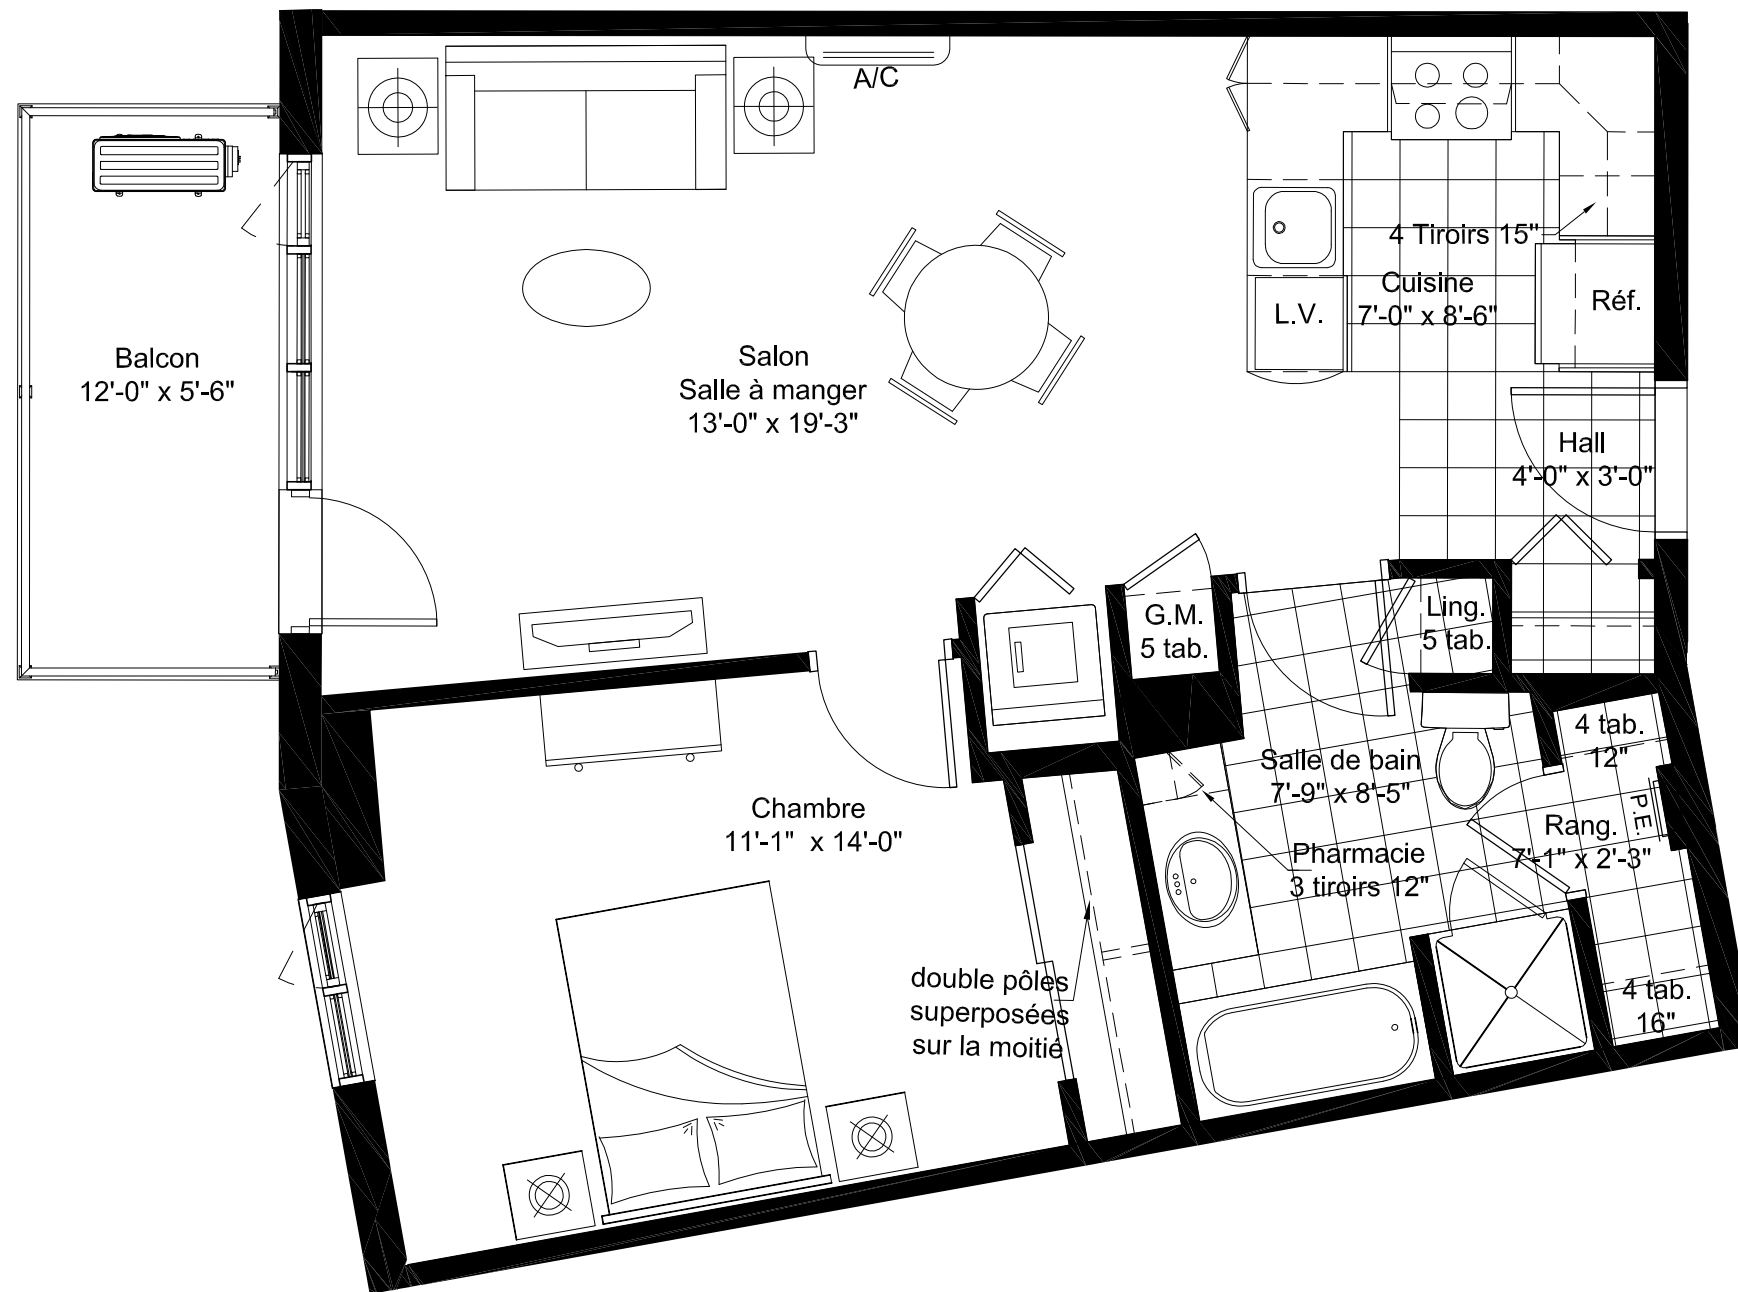 A/C
4 Tiroirs 15"
Cuisine
7'-0" x 8'-6"
L.V.
Réf.
Balcon
12'-0" x 5'-6"
Salon
Salle à manger
13'-0" x 19'-3"
Hall
4'-0" x 3'-0"
G.M.
5 tab.
Ling.
5 tab.
4 tab.
12"
Salle de bain
7'-9" x 8'-5"
P.E.
Rang.
7'-1" x 2'-3"
Chambre
11'-1" x 14'-0"
Pharmacie
3 tiroirs 12"
double pôles
superposées
sur la moitié
4 tab.
16"